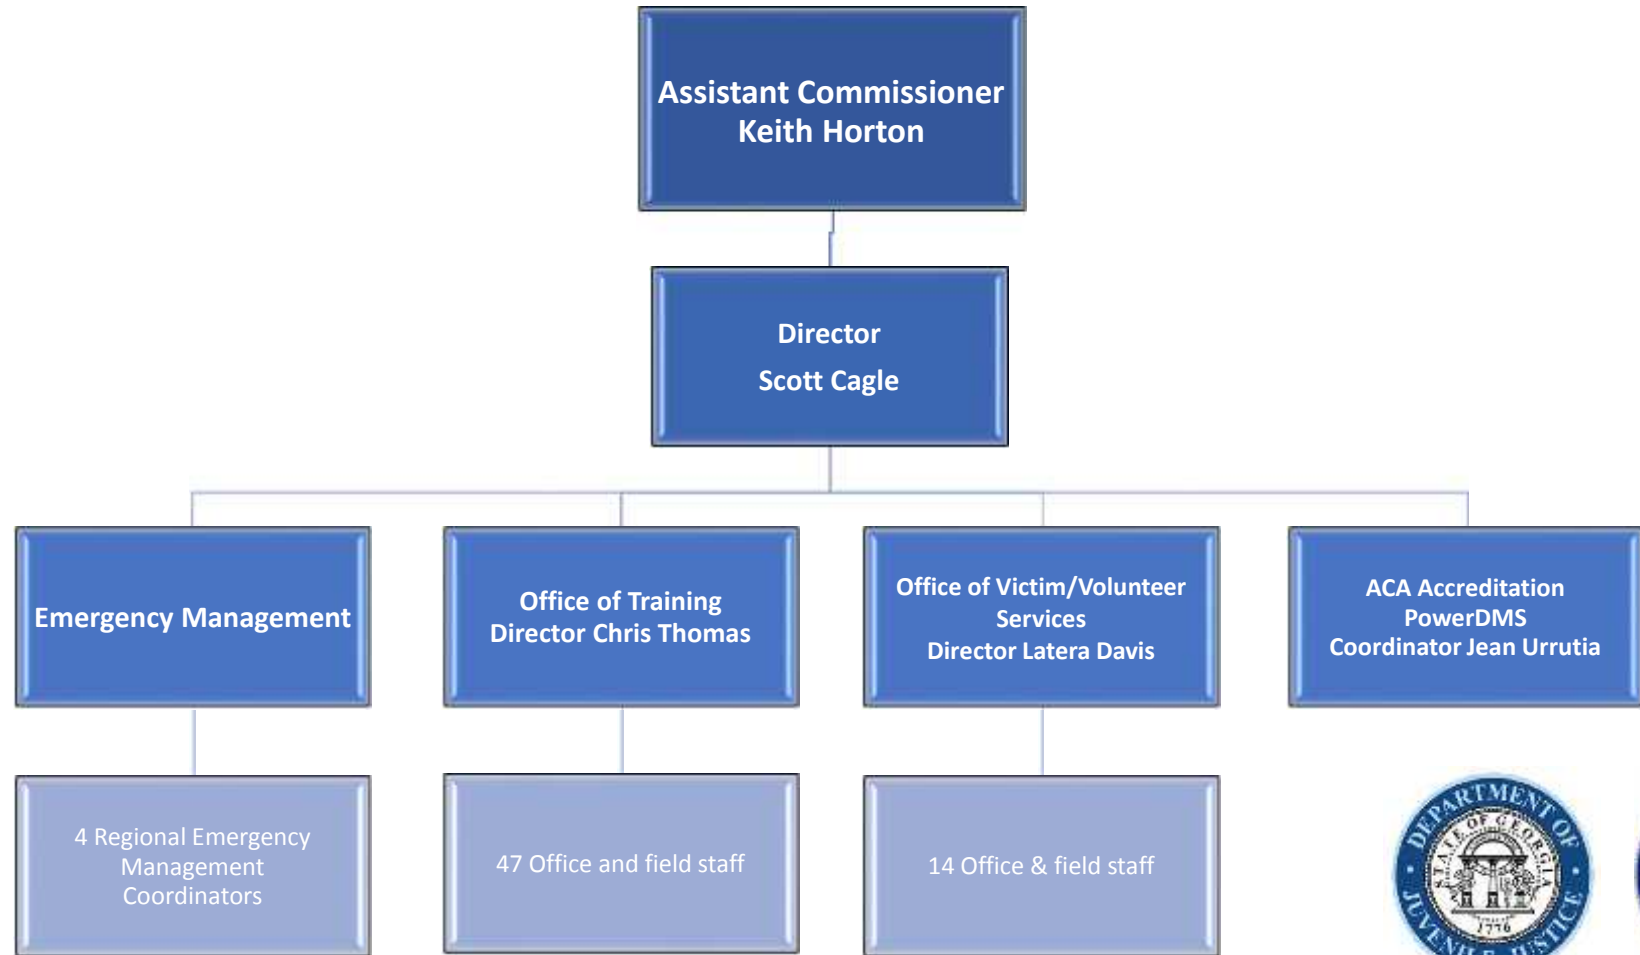 Assistant Commissioner
Keith Horton
Director
Scott Cagle
Emergency Management
Office of Training
Director Chris Thomas
Office of Victim/Volunteer
Services
Director Latera Davis
ACA Accreditation
PowerDMS
Coordinator Jean Urrutia
4 Regional Emergency
Management
Coordinators
47 Office and field staff
14 Office & field staff
DEPARTMENT OF
JUVENILE JUSTICE
STATE OF GEORGIA
1776